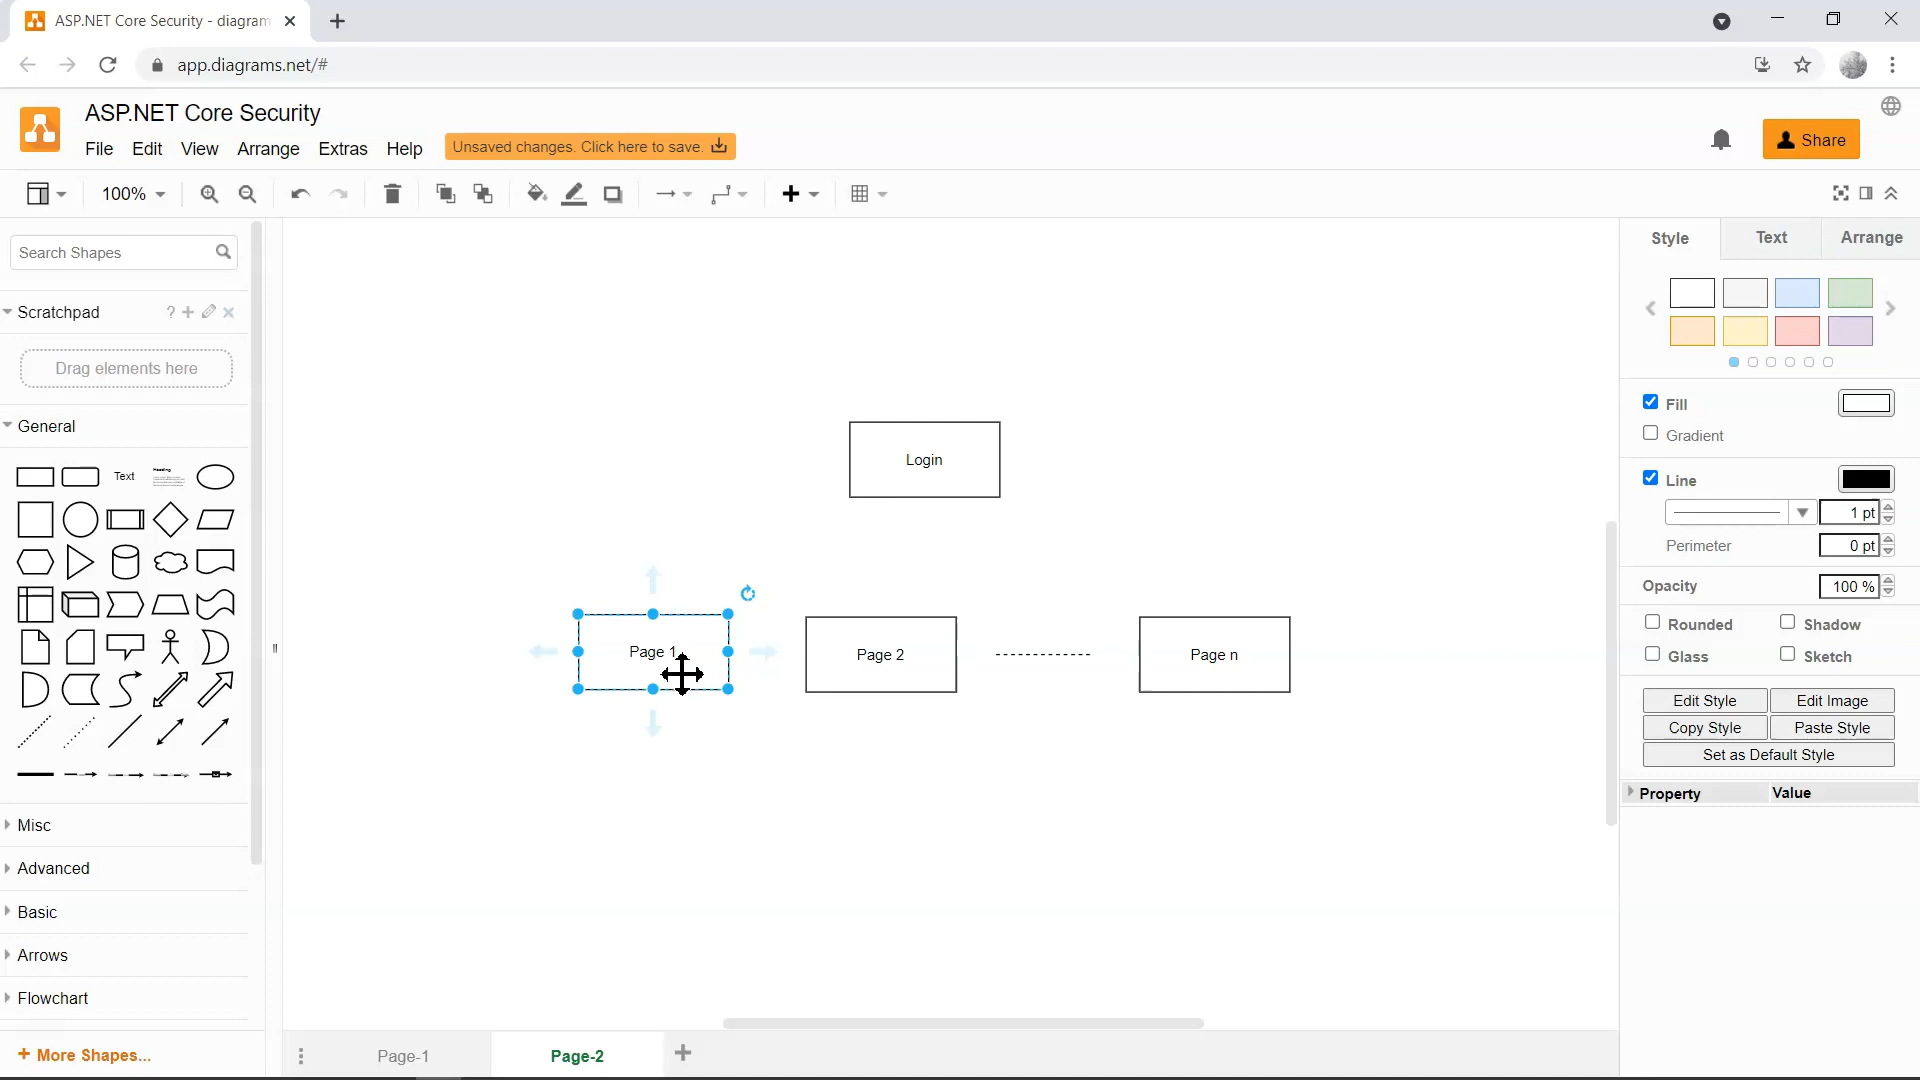 ASP.NET Core Security - diagram
app.diagrams.net/#
ASP.NET Core Security
File Edit View Arrange Extras Help
Unsaved changes. Click here to save.
Share
100%
Search Shapes
Scratchpad
?
Drag elements here
General
Text
Heading
Misc
Advanced
Basic
Arrows
Flowchart
+ More Shapes...
Login
Page 1
Page 2
Page n
Page-1
Page-2
Style Text Arrange
Fill
Gradient
Line
1 pt
Perimeter
0 pt
Opacity
100 %
Rounded
Shadow
Glass
Sketch
Edit Style
Edit Image
Copy Style
Paste Style
Set as Default Style
Property
Value